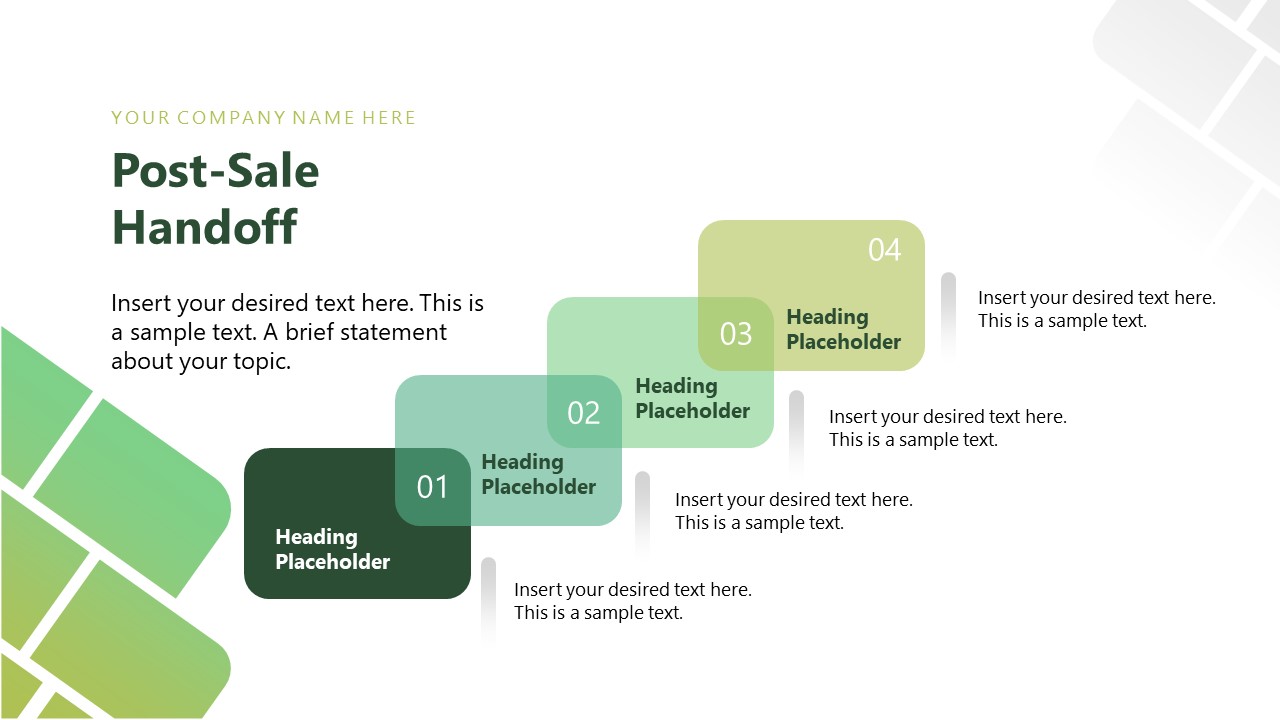 YOUR COMPANY NAME HERE
Post-Sale
Handoff
Insert your desired text here. This is
a sample text. A brief statement
about your topic.
01
Heading
Placeholder
Insert your desired text here.
This is a sample text.
02
Heading
Placeholder
Insert your desired text here.
This is a sample text.
03
Heading
Placeholder
Insert your desired text here.
This is a sample text.
04
Heading
Placeholder
Insert your desired text here.
This is a sample text.